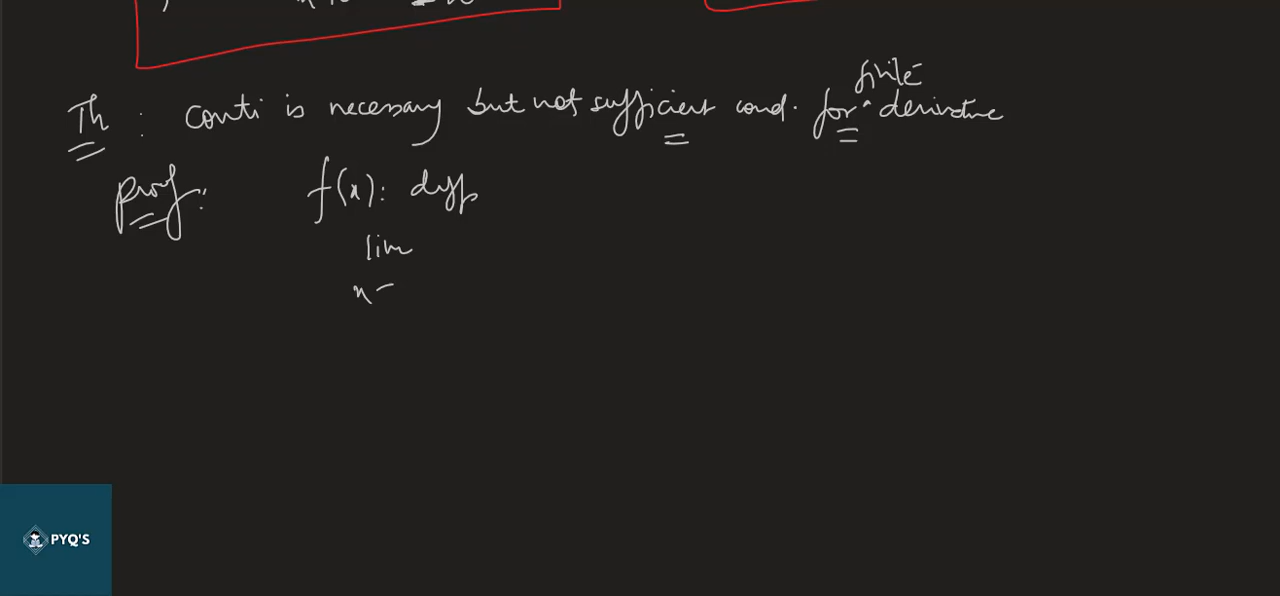 Th : conti is necessary but not sufficient cond. for ^ finite derivative
proof: f(x): diff
lim
x-
PYQ'S